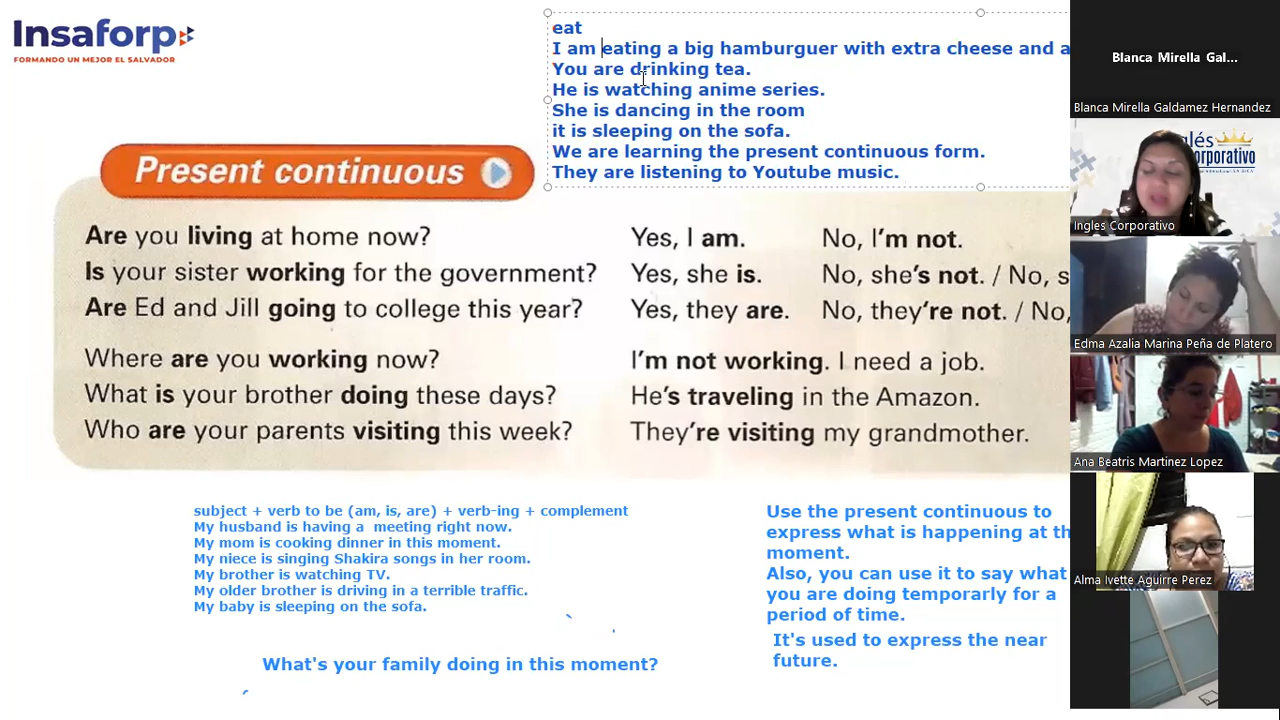 Insaforp
FORMANDO UN MEJOR EL SALVADOR
eat
I am eating a big hamburguer with extra cheese and a
You are drinking tea.
He is watching anime series.
She is dancing in the room
it is sleeping on the sofa.
We are learning the present continuous form.
They are listening to Youtube music.
Present continuous
Are you living at home now? Yes, I am. No, I'm not.
Is your sister working for the government? Yes, she is. No, she's not. / No, s
Are Ed and Jill going to college this year? Yes, they are. No, they're not. / No,
Where are you working now? I'm not working. I need a job.
What is your brother doing these days? He's traveling in the Amazon.
Who are your parents visiting this week? They're visiting my grandmother.
subject + verb to be (am, is, are) + verb-ing + complement
My husband is having a meeting right now.
My mom is cooking dinner in this moment.
My niece is singing Shakira songs in her room.
My brother is watching TV.
My older brother is driving in a terrible traffic.
My baby is sleeping on the sofa.
What's your family doing in this moment?
Use the present continuous to
express what is happening at th
moment.
Also, you can use it to say what
you are doing temporarly for a
period of time.
It's used to express the near
future.
Blanca Mirella Gal...
Blanca Mirella Galdamez Hernandez
glés
orporativo
Ingles Corporativo
Edma Azalia Marina Peña de Platero
Ana Beatris Martinez Lopez
Alma Ivette Aguirre Perez